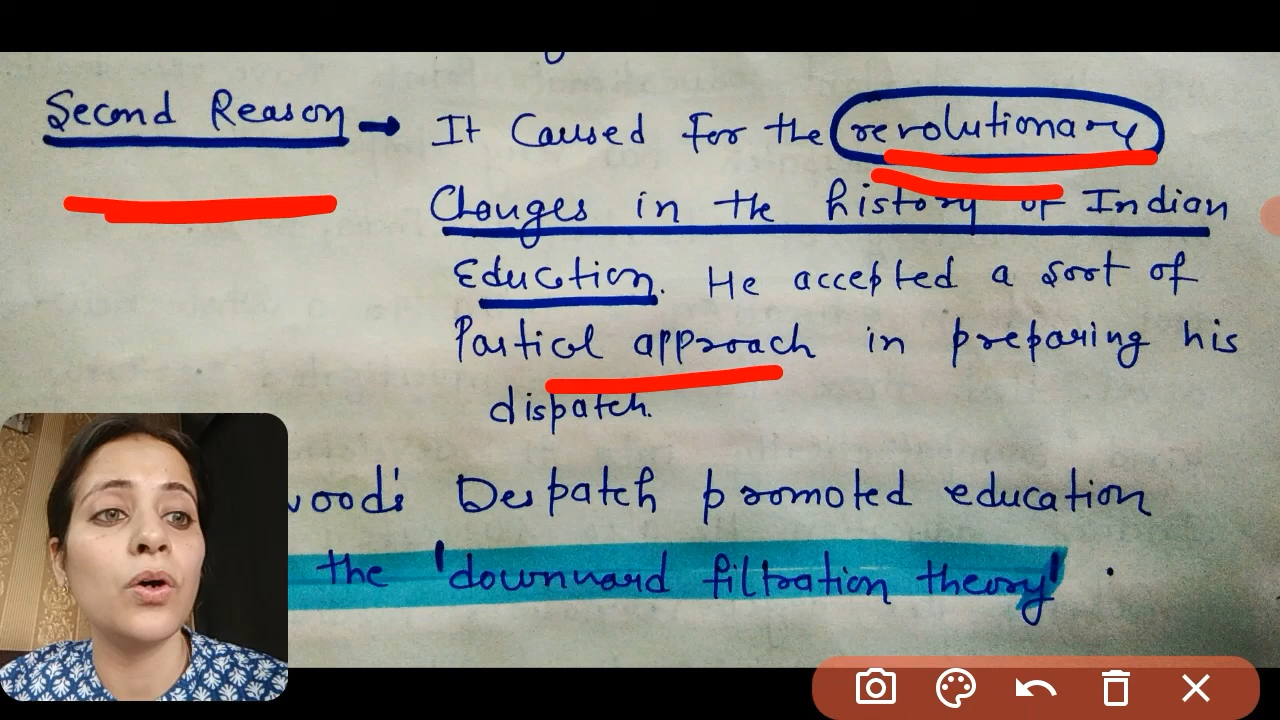 Second Reason → It Caused for the revolutionary
Changes in the history of Indian
Education. He accepted a sort of
Partial approach in preparing his
dispatch.
wood's Despatch promoted education
the 'downward filtration theory'.